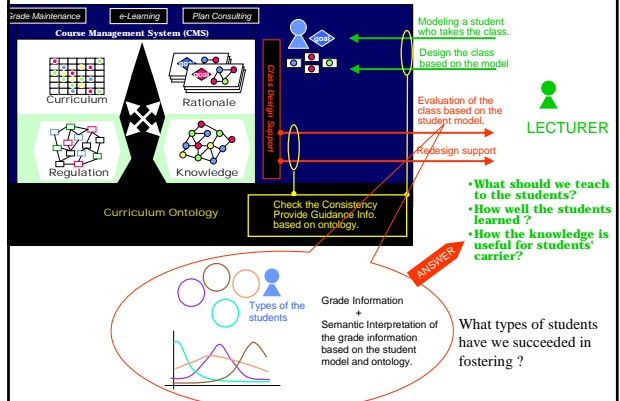 Grade Maintenance
e-Learning
Plan Consulting
Course Management System (CMS)
Curriculum
goal
goal
Rationale
Regulation
Knowledge
Class Design Support
goal
Modeling a student
who takes the class.
Design the class
based on the model
Evaluation of the
class based on the
student model.
Redesign support
LECTURER
Curriculum Ontology
Check the Consistency
Provide Guidance Info.
based on ontology.
•What should we teach
to the students?
•How well the students
learned ?
•How the knowledge is
useful for students'
carrier?
ANSWER
Types of the
students
Grade Information
+
Semantic Interpretation of
the grade information
based on the student
model and ontology.
What types of students
have we succeeded in
fostering ?